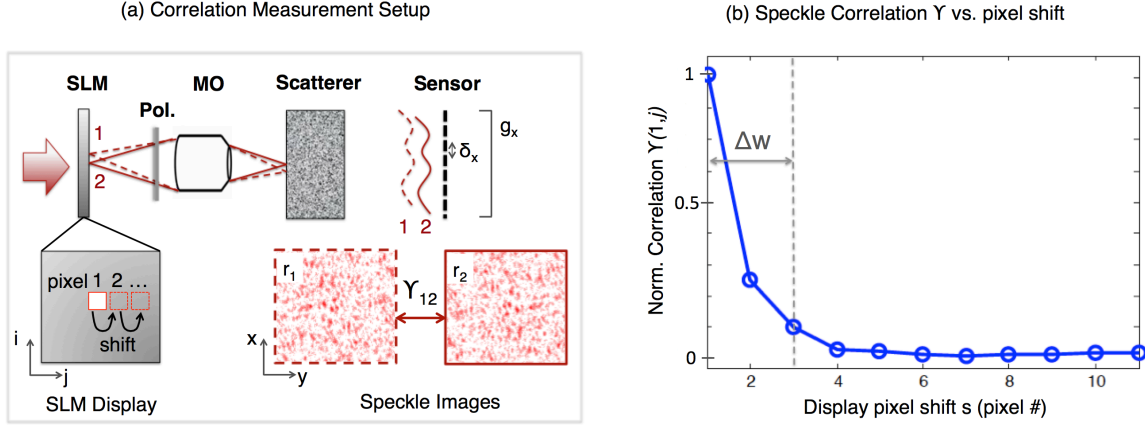 (a) Correlation Measurement Setup
SLM
MO
Scatterer
Sensor
Pol.
1
2
gₓ
δₓ
1 2
pixel 1 2 ...
shift
i
j
SLM Display
r₁
ϒ₁₂
r₂
x
y
Speckle Images
(b) Speckle Correlation ϒ vs. pixel shift
Norm. Correlation ϒ(1,j)
1
0.5
0
Δw
2 4 6 8 10
Display pixel shift s (pixel #)